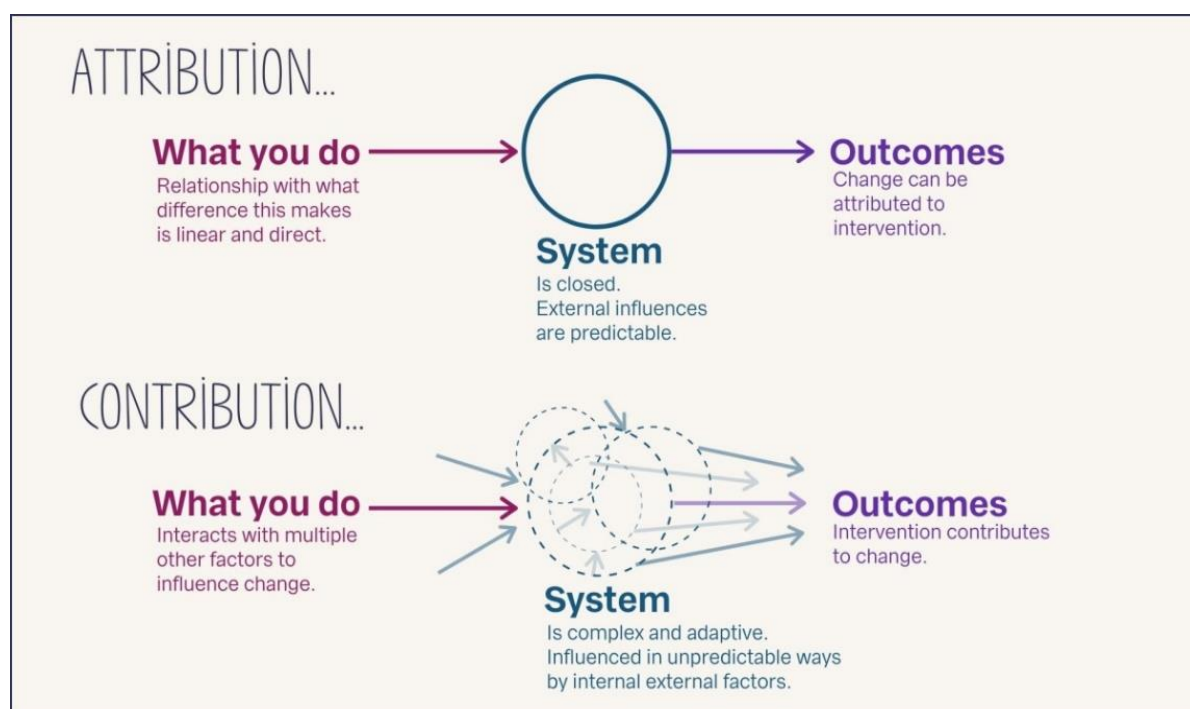 ATTRIBUTION...
What you do
Relationship with what
difference this makes
is linear and direct.
System
Is closed.
External influences
are predictable.
Outcomes
Change can be
attributed to
intervention.
CONTRIBUTION...
What you do
Interacts with multiple
other factors to
influence change.
System
Is complex and adaptive.
Influenced in unpredictable ways
by internal external factors.
Outcomes
Intervention contributes
to change.